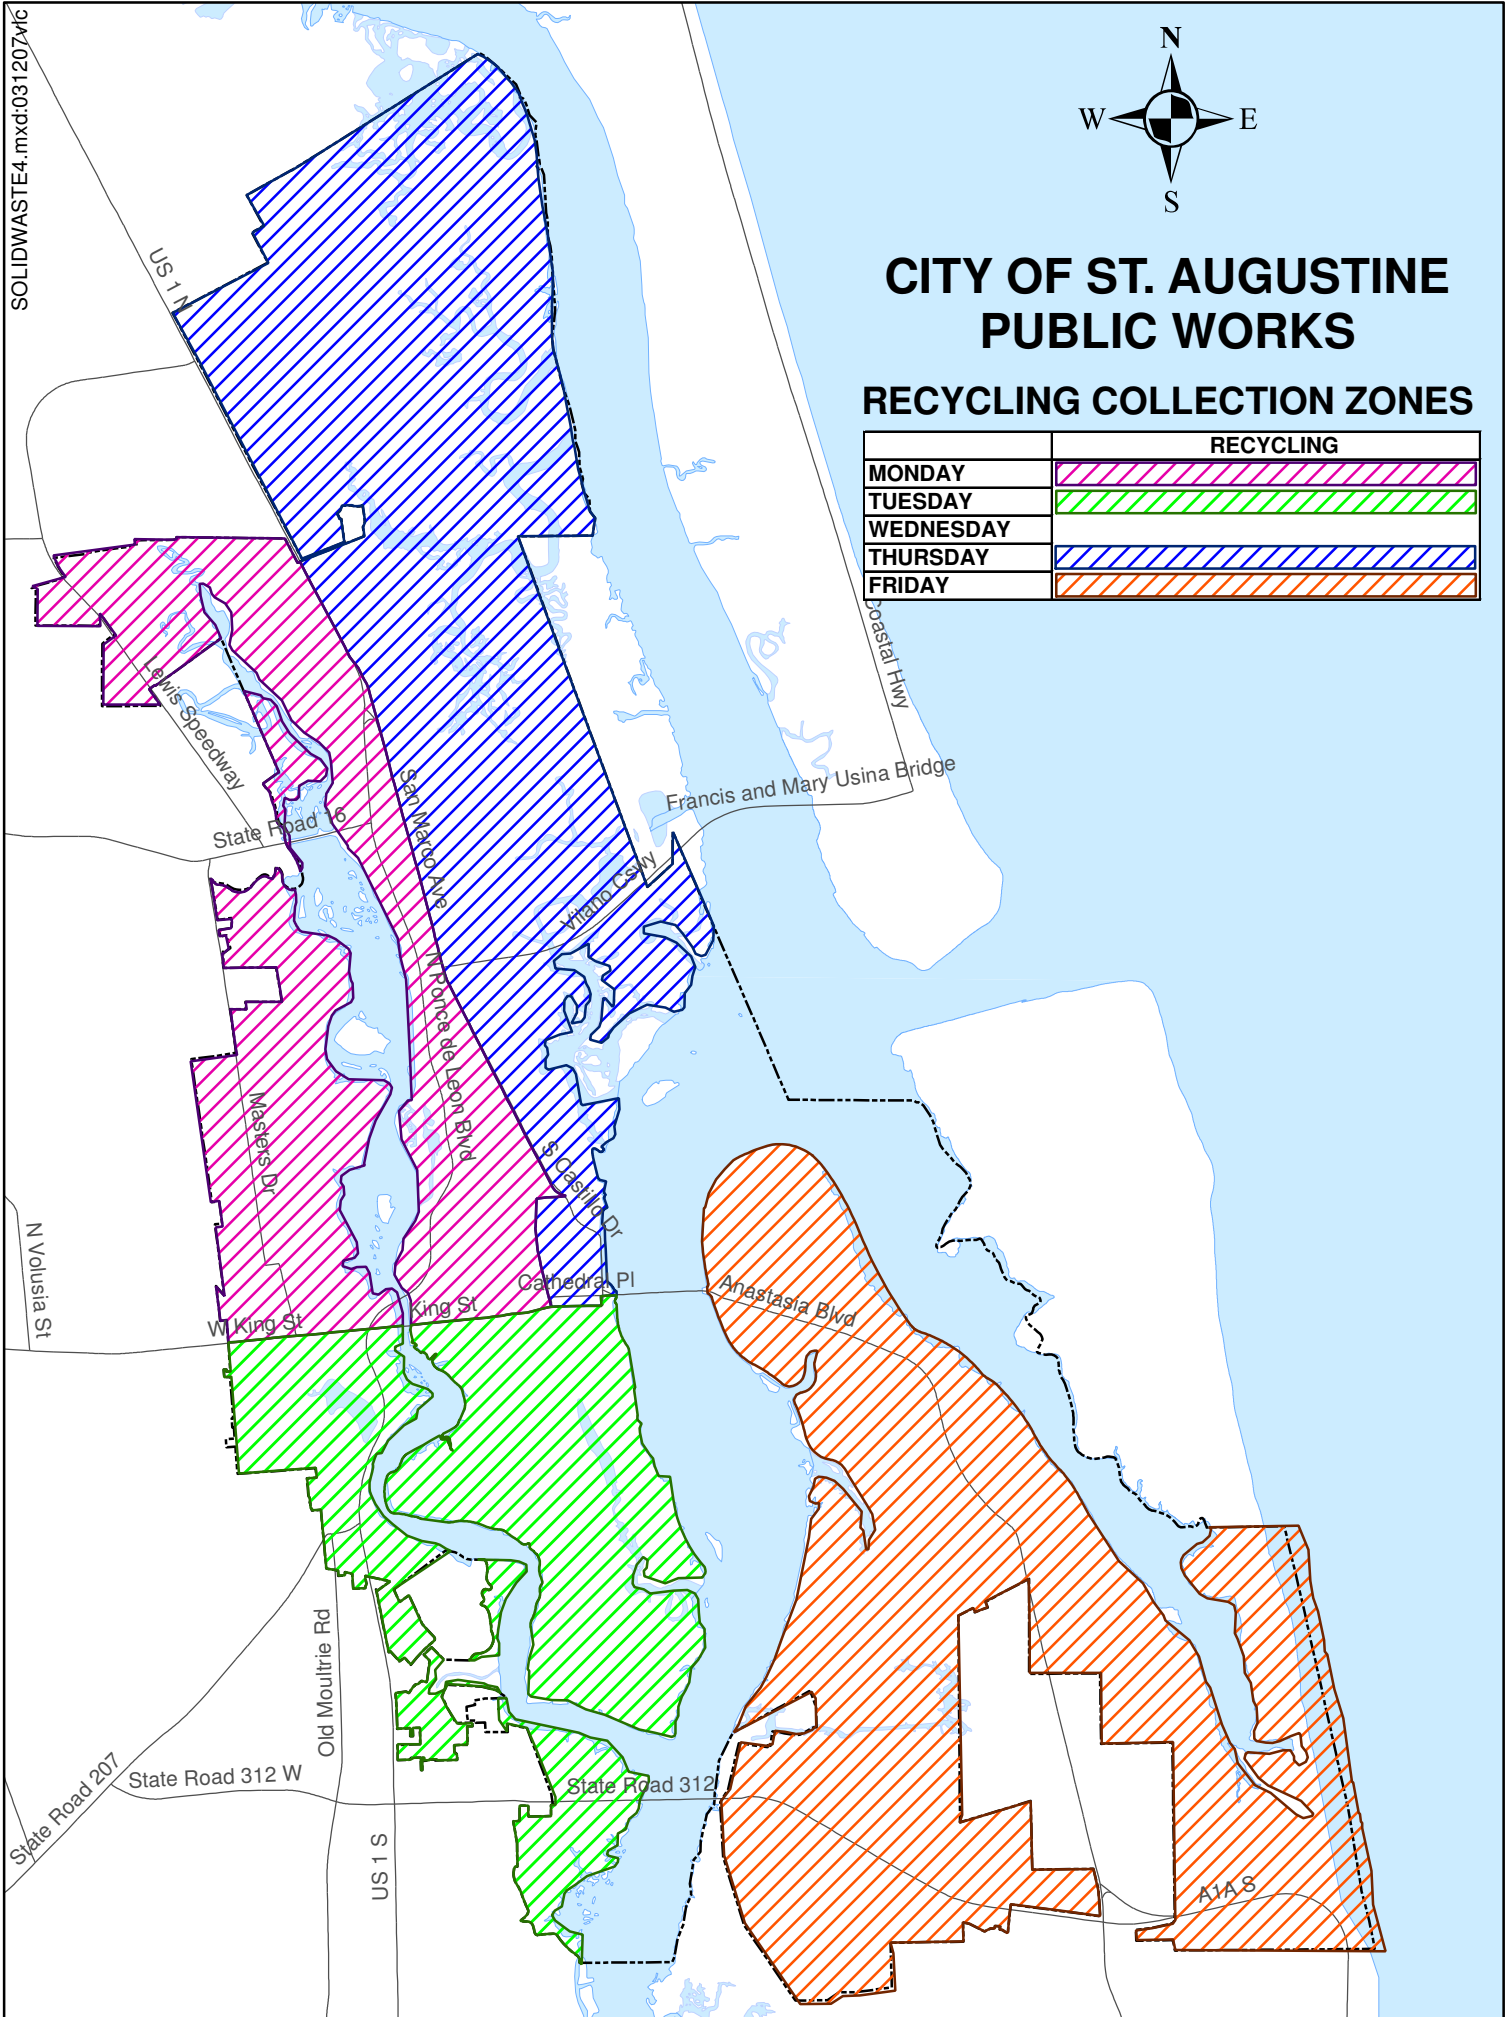 SOLIDWASTE4.mxd:031207vlc
N
W
E
S
CITY OF ST. AUGUSTINE
PUBLIC WORKS
RECYCLING COLLECTION ZONES
RECYCLING
MONDAY
TUESDAY
WEDNESDAY
THURSDAY
FRIDAY
US 1 N
Coastal Hwy
Lewis Speedway
San Marco Ave
Francis and Mary Usina Bridge
State Road 16
Vilano Cswy
N Ponce de Leon Blvd
Masters Dr
S Castillo Dr
N Volusia St
Cathedral Pl
Anastasia Blvd
King St
W King St
Old Moultrie Rd
State Road 207
State Road 312 W
State Road 312
US 1 S
A1A S